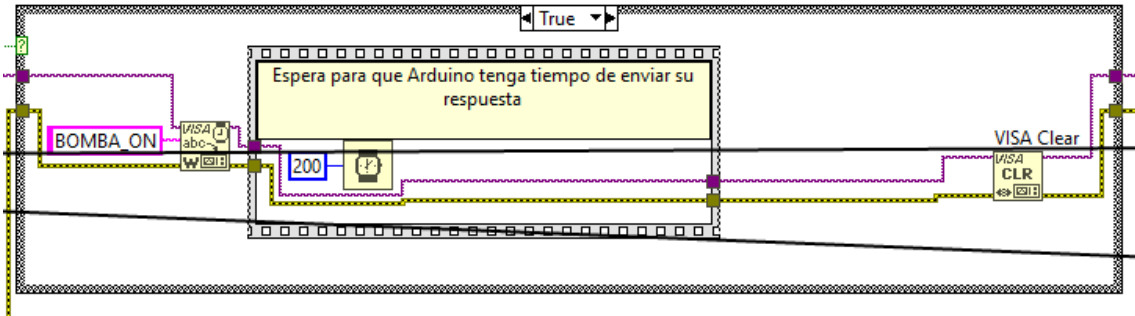 True
?
Espera para que Arduino tenga tiempo de enviar su
respuesta
BOMBA_ON
VISA
abc
W
200
VISA Clear
VISA
CLR